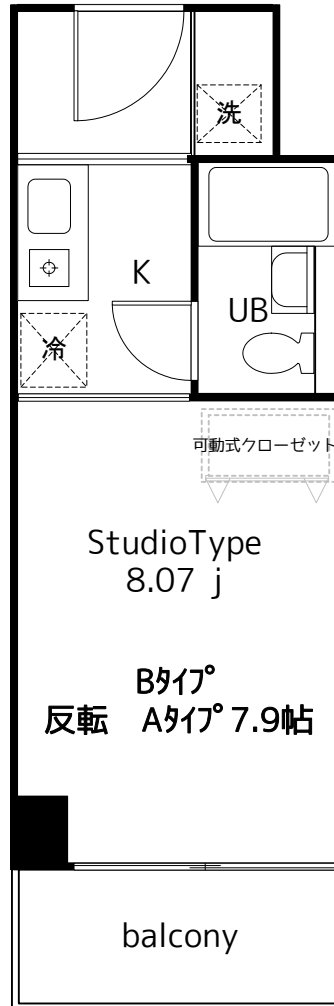 洗
K
UB
冷
可動式クローゼット
StudioType
8.07 j
Bﾀｲﾌﾟ
反転 Aﾀｲﾌﾟ 7.9帖
balcony